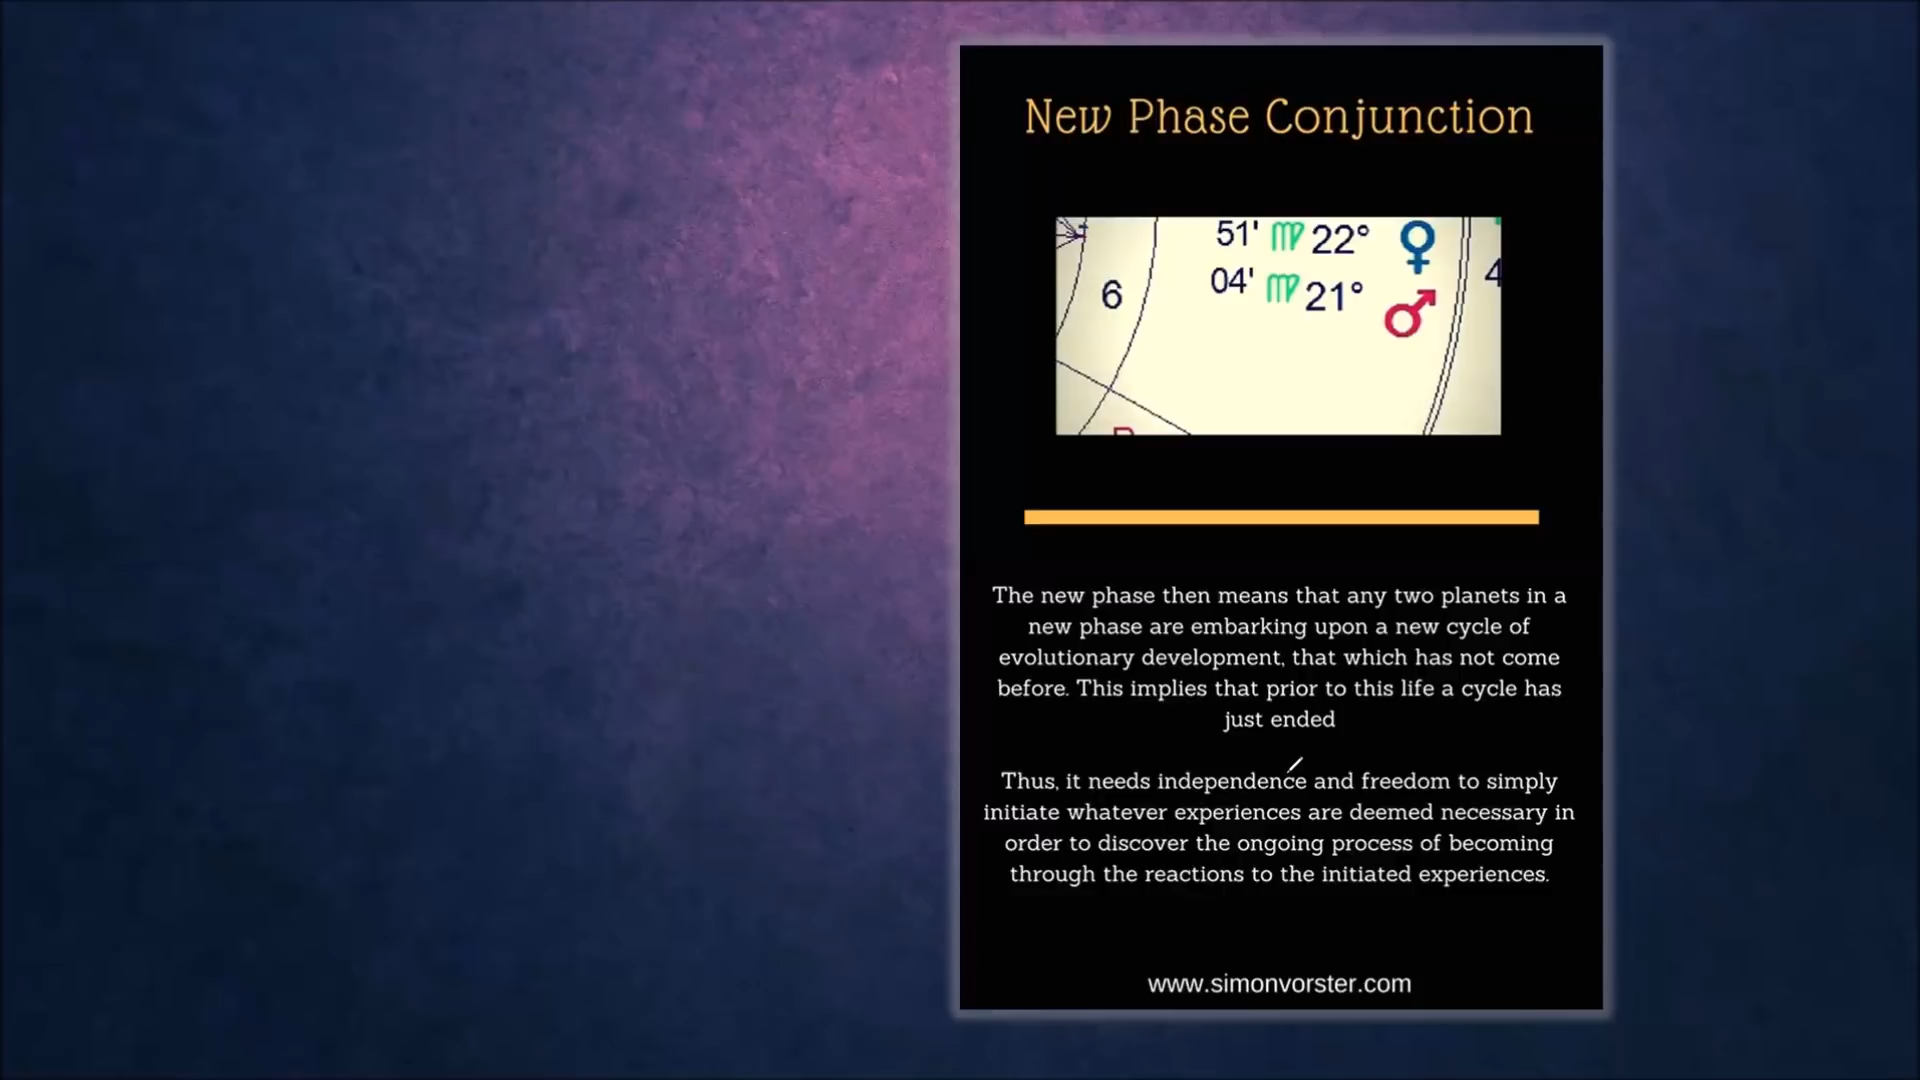 New Phase Conjunction
51' ♍ 22° ♀
04' ♍ 21° ♂
6
4
The new phase then means that any two planets in a
new phase are embarking upon a new cycle of
evolutionary development, that which has not come
before. This implies that prior to this life a cycle has
just ended
Thus, it needs independence and freedom to simply
initiate whatever experiences are deemed necessary in
order to discover the ongoing process of becoming
through the reactions to the initiated experiences.
www.simonvorster.com